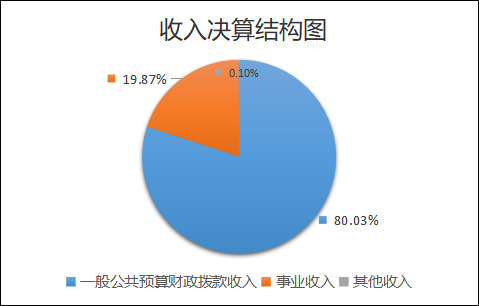 收入决算结构图
19.87%
0.10%
80.03%
一般公共预算财政拨款收入 事业收入 其他收入